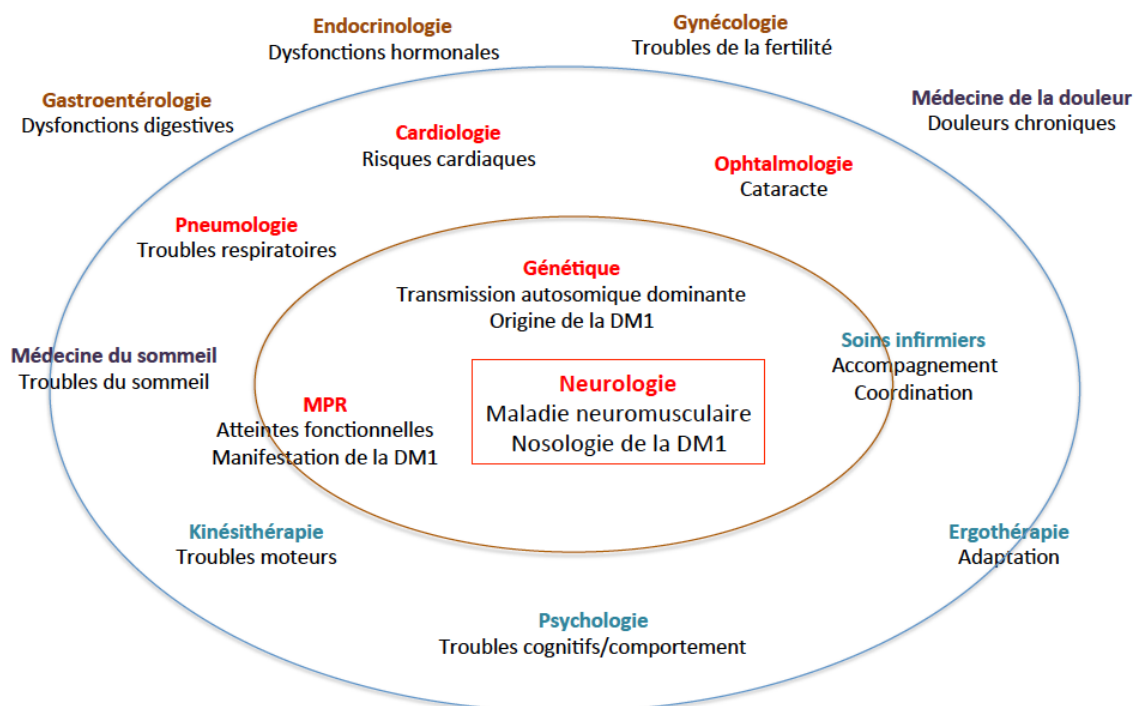 Endocrinologie
Dysfonctions hormonales
Gynécologie
Troubles de la fertilité
Gastroentérologie
Dysfonctions digestives
Médecine de la douleur
Douleurs chroniques
Cardiologie
Risques cardiaques
Ophtalmologie
Cataracte
Pneumologie
Troubles respiratoires
Génétique
Transmission autosomique dominante
Origine de la DM1
Médecine du sommeil
Troubles du sommeil
Soins infirmiers
Accompagnement
Coordination
Neurologie
Maladie neuromusculaire
Nosologie de la DM1
MPR
Atteintes fonctionnelles
Manifestation de la DM1
Kinésithérapie
Troubles moteurs
Ergothérapie
Adaptation
Psychologie
Troubles cognitifs/comportement